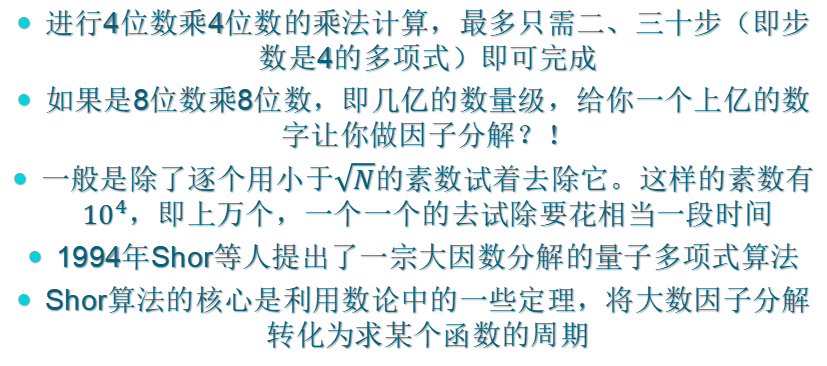 • 进行4位数乘4位数的乘法计算，最多只需二、三十步（即步
数是4的多项式）即可完成
• 如果是8位数乘8位数，即几亿的数量级，给你一个上亿的数
字让你做因子分解？！
• 一般是除了逐个用小于√N的素数试着去除它。这样的素数有
10⁴，即上万个，一个一个的去试除要花相当一段时间
• 1994年Shor等人提出了一宗大因数分解的量子多项式算法
• Shor算法的核心是利用数论中的一些定理，将大数因子分解
转化为求某个函数的周期